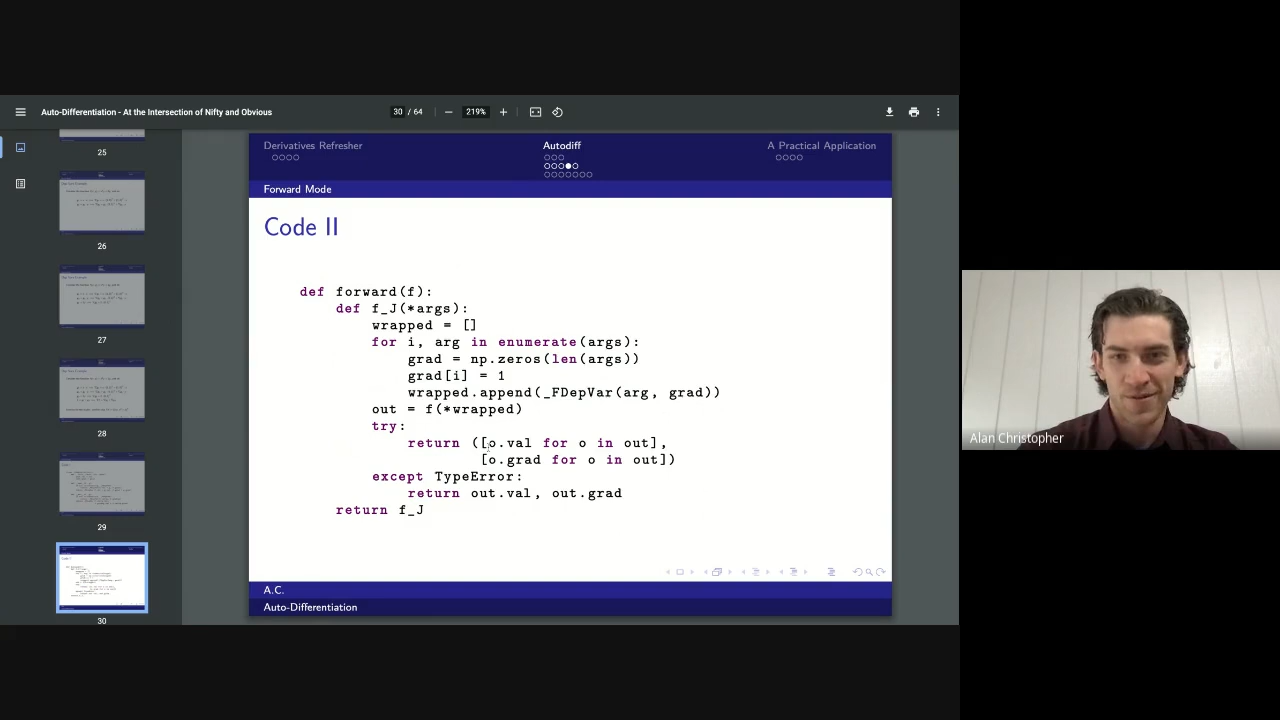 Auto-Differentiation - At the Intersection of Nifty and Obvious
30 / 64
219%
25
26
27
28
29
30
Derivatives Refresher
Autodiff
A Practical Application
Forward Mode
Code II
def forward(f):
    def f_J(*args):
        wrapped = []
        for i, arg in enumerate(args):
            grad = np.zeros(len(args))
            grad[i] = 1
            wrapped.append(_FDepVar(arg, grad))
        out = f(*wrapped)
        try:
            return ([o.val for o in out],
                    [o.grad for o in out])
        except TypeError:
            return out.val, out.grad
    return f_J
A.C.
Auto-Differentiation
Alan Christopher